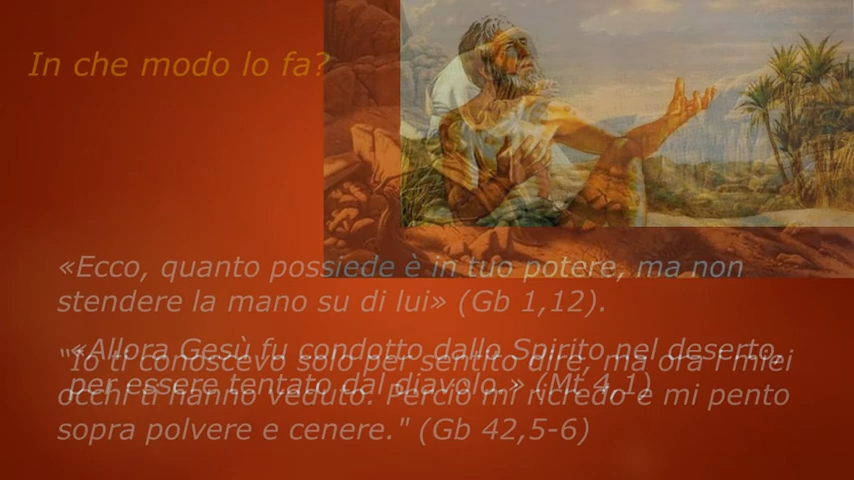 In che modo lo fa?
«Ecco, quanto possiede è in tuo potere, ma non
stendere la mano su di lui» (Gb 1,12).
«Allora Gesù fu condotto dallo Spirito nel deserto,
per essere tentato dal diavolo.» (Mt 4,1)
"Io ti conoscevo solo per sentito dire, ma ora i miei
occhi ti hanno veduto. Perciò mi ricredo e mi pento
sopra polvere e cenere." (Gb 42,5-6)